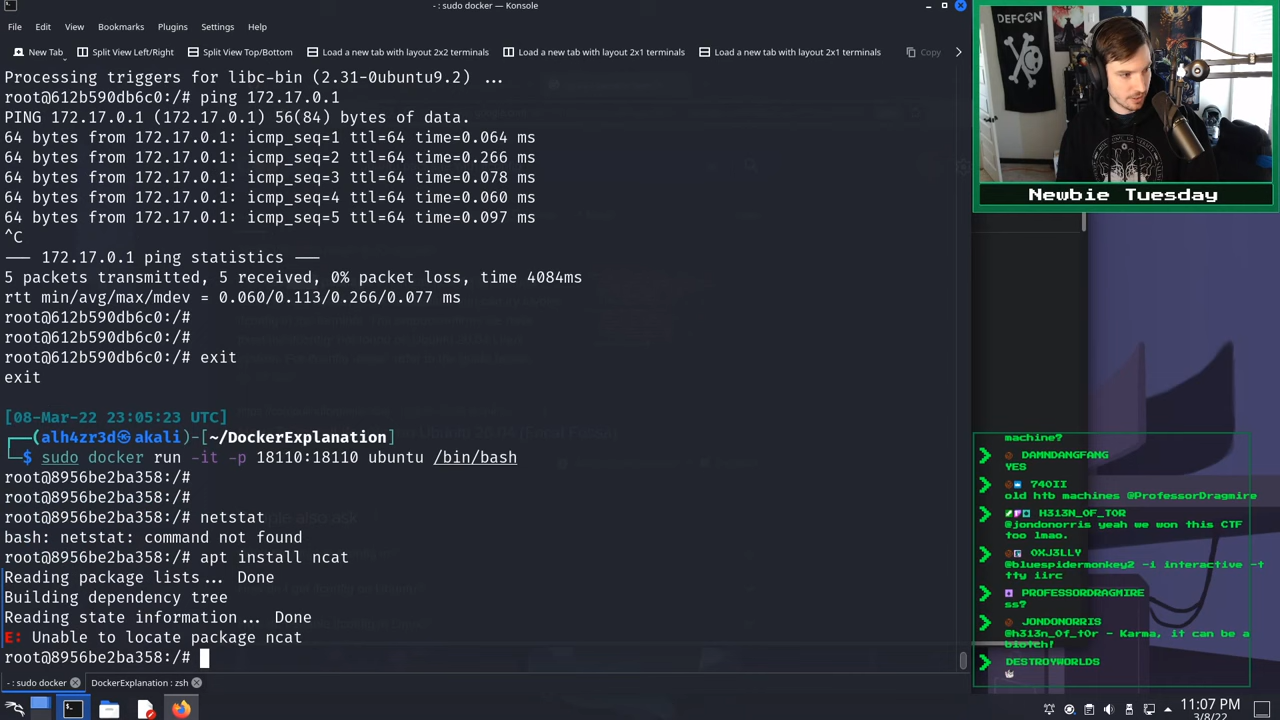 - : sudo docker — Konsole
File Edit View Bookmarks Plugins Settings Help
New Tab Split View Left/Right Split View Top/Bottom Load a new tab with layout 2x2 terminals Load a new tab with layout 2x1 terminals Load a new tab with layout 2x1 terminals Copy
Processing triggers for libc-bin (2.31-0ubuntu9.2) ...
root@612b590db6c0:/# ping 172.17.0.1
PING 172.17.0.1 (172.17.0.1) 56(84) bytes of data.
64 bytes from 172.17.0.1: icmp_seq=1 ttl=64 time=0.064 ms
64 bytes from 172.17.0.1: icmp_seq=2 ttl=64 time=0.266 ms
64 bytes from 172.17.0.1: icmp_seq=3 ttl=64 time=0.078 ms
64 bytes from 172.17.0.1: icmp_seq=4 ttl=64 time=0.060 ms
64 bytes from 172.17.0.1: icmp_seq=5 ttl=64 time=0.097 ms
^C
— 172.17.0.1 ping statistics —
5 packets transmitted, 5 received, 0% packet loss, time 4084ms
rtt min/avg/max/mdev = 0.060/0.113/0.266/0.077 ms
root@612b590db6c0:/#
root@612b590db6c0:/#
root@612b590db6c0:/# exit
exit
[08-Mar-22 23:05:23 UTC]
(alh4zr3d㉿akali)-[~/DockerExplanation]
$ sudo docker run -it -p 18110:18110 ubuntu /bin/bash
root@8956be2ba358:/#
root@8956be2ba358:/#
root@8956be2ba358:/# netstat
bash: netstat: command not found
root@8956be2ba358:/# apt install ncat
Reading package lists... Done
Building dependency tree
Reading state information... Done
E: Unable to locate package ncat
root@8956be2ba358:/#
- : sudo docker DockerExplanation : zsh
DEFCON
Newbie Tuesday
machine?
DAMNDANGFANG
YES
740II
old htb machines @ProfessorDragmire
H313N_OF_T0R
@jondonorris yeah we won this CTF
too lmao.
0XJ3LLY
@bluespidermonkey2 -i interactive -t
tty iirc
PROFESSORDRAGMIRE
ss?
JONDONORRIS
@h313n_0f_t0r - Karma, it can be a
biotch!
DESTROYWORLDS
11:07 PM
3/8/22